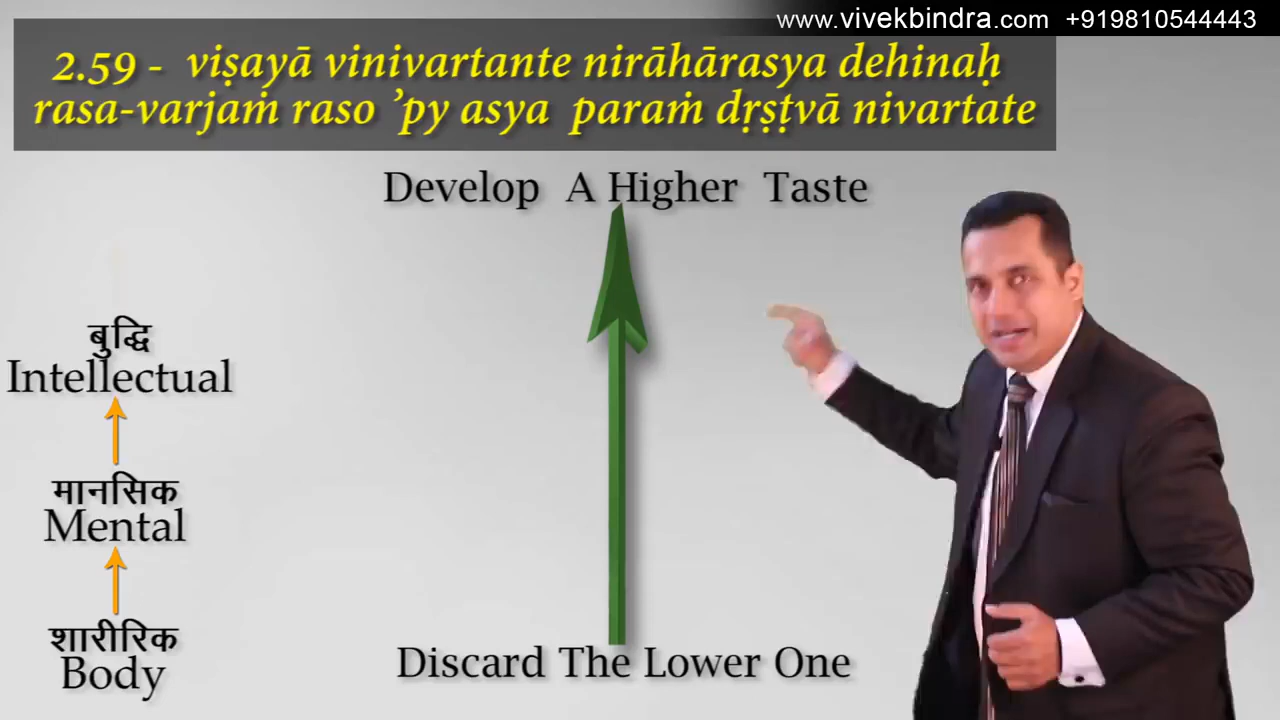 www.vivekbindra.com +919810544443
2.59 - viṣayā vinivartante nirāhārasya dehinaḥ
rasa-varjaṁ raso ’py asya paraṁ dṛṣṭvā nivartate
Develop A Higher Taste
बुद्धि
Intellectual
मानसिक
Mental
शारीरिक
Body
Discard The Lower One